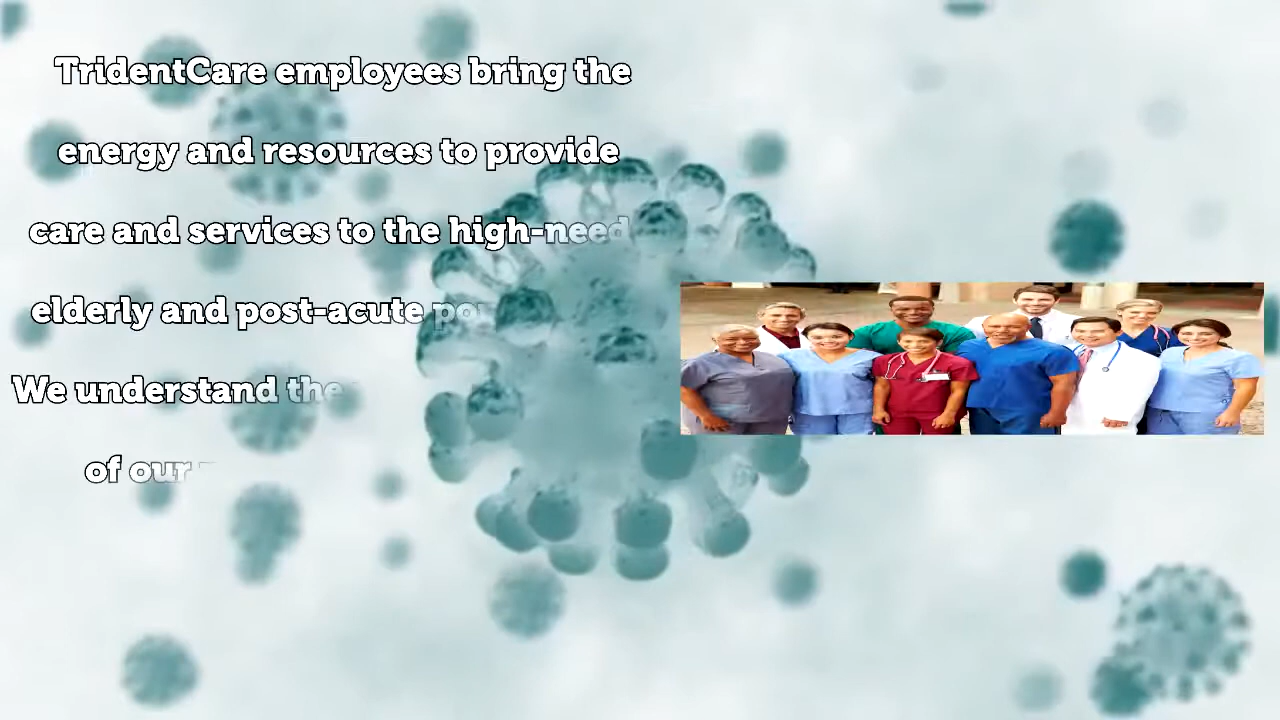 TridentCare employees bring the
energy and resources to provide
care and services to the high-need
elderly and post-acute
We understand the
of our